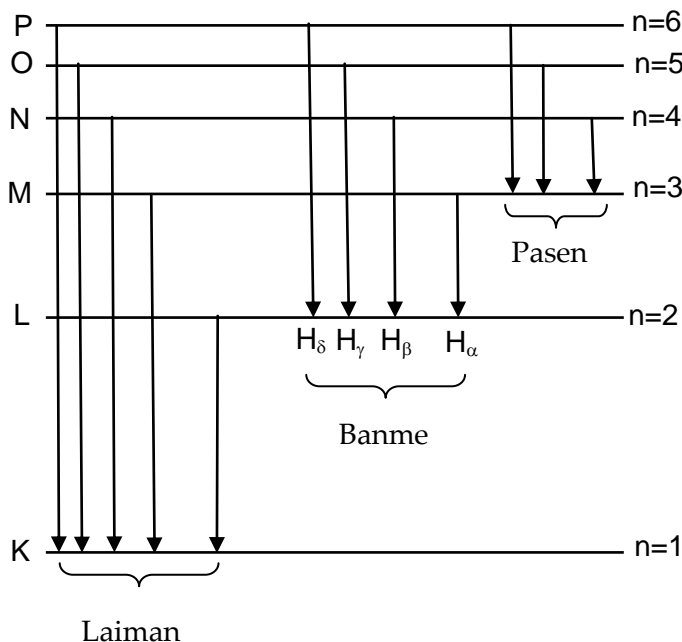 P n=6
O n=5
N n=4
M n=3
Pasen
L n=2
Hδ Hγ Hβ Hα
Banme
K n=1
Laiman